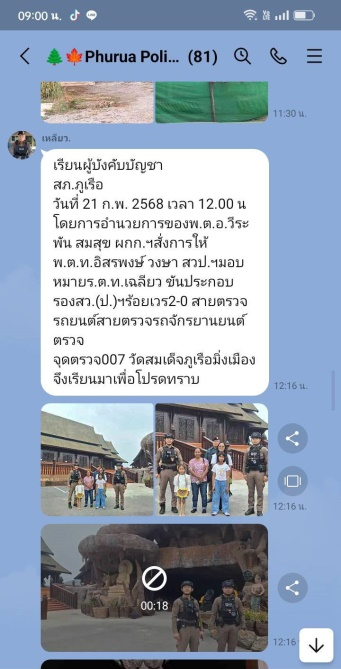 09:00 น.
Phurua Poli... (81)
11:30 น.
เหลียว.
เรียนผู้บังคับบัญชา
สภ.ภูเรือ
วันที่ 21 ก.พ. 2568 เวลา 12.00 น
โดยการอำนวยการของพ.ต.อ.วีระ
พัน สมสุข ผกก.ฯสั่งการให้
พ.ต.ท.อิสรพงษ์ วงษา สวป.ฯมอบ
หมายร.ต.ท.เฉลียว ขันประกอบ
รองสว.(ป.)ฯร้อยเวร2-0 สายตรวจ
รถยนต์สายตรวจรถจักรยานยนต์
ตรวจ
จุดตรวจ007 วัดสมเด็จภูเรือมิ่งเมือง
จึงเรียนมาเพื่อโปรดทราบ
12:16 น.
12:16 น.
00:18
12:16